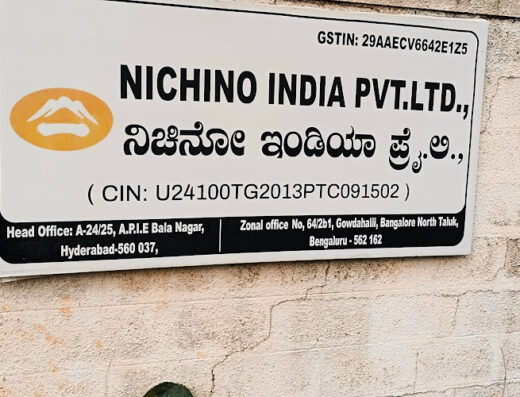 GSTIN: 29AAECV6642E1Z5
NICHINO INDIA PVT.LTD.,
ನಿಚಿನೋ ಇಂಡಿಯಾ ಪ್ರೈ.ಲಿ.,
( CIN: U24100TG2013PTC091502 )
Head Office: A-24/25, A.P.I.E Bala Nagar,
Hyderabad-560 037,
Zonal office No, 64/2b1, Gowdahalli, Bangalore North Taluk,
Bengaluru - 562 162